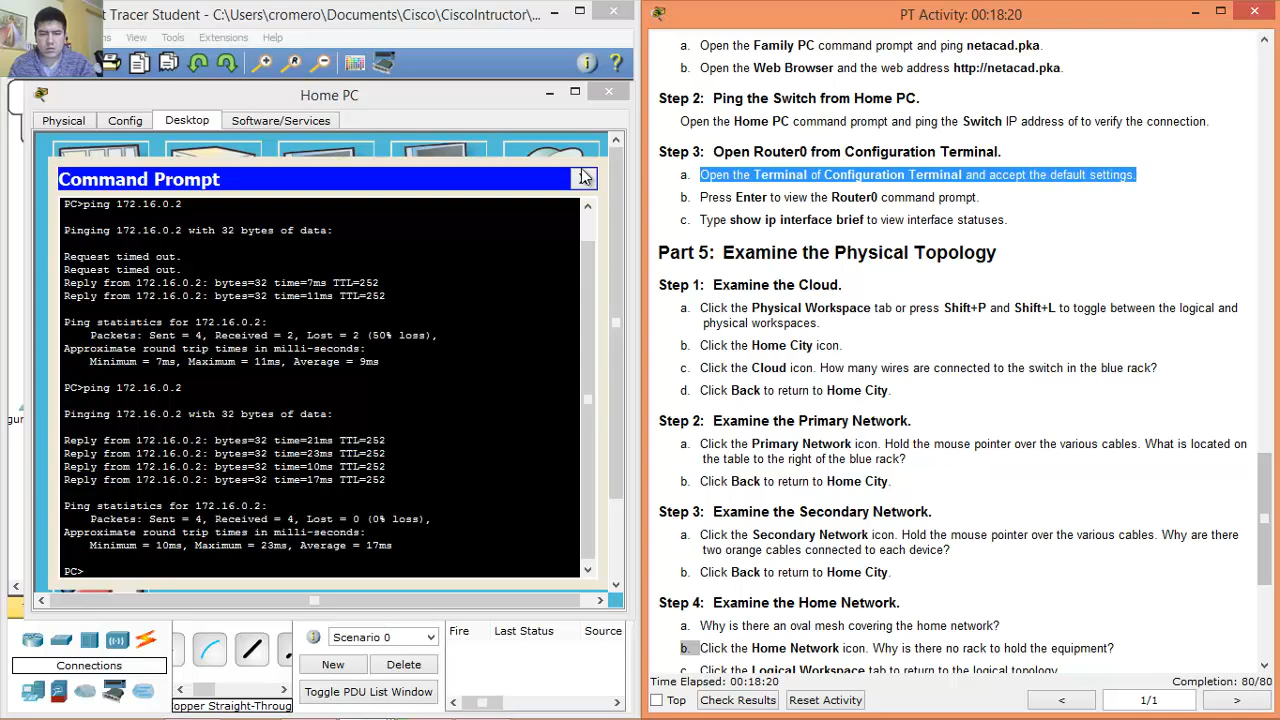 t Tracer Student - C:\Users\cromero\Documents\Cisco\CiscoIntructor\...
View Tools Extensions Help
Home PC
Physical Config Desktop Software/Services
Command Prompt
PC>ping 172.16.0.2
Pinging 172.16.0.2 with 32 bytes of data:
Request timed out.
Request timed out.
Reply from 172.16.0.2: bytes=32 time=7ms TTL=252
Reply from 172.16.0.2: bytes=32 time=11ms TTL=252
Ping statistics for 172.16.0.2:
Packets: Sent = 4, Received = 2, Lost = 2 (50% loss),
Approximate round trip times in milli-seconds:
Minimum = 7ms, Maximum = 11ms, Average = 9ms
PC>ping 172.16.0.2
Pinging 172.16.0.2 with 32 bytes of data:
Reply from 172.16.0.2: bytes=32 time=21ms TTL=252
Reply from 172.16.0.2: bytes=32 time=23ms TTL=252
Reply from 172.16.0.2: bytes=32 time=10ms TTL=252
Reply from 172.16.0.2: bytes=32 time=17ms TTL=252
Ping statistics for 172.16.0.2:
Packets: Sent = 4, Received = 4, Lost = 0 (0% loss),
Approximate round trip times in milli-seconds:
Minimum = 10ms, Maximum = 23ms, Average = 17ms
PC>
gur
Connections
opper Straight-Throug
Scenario 0
New Delete
Toggle PDU List Window
Fire Last Status Source
PT Activity: 00:18:20
a. Open the Family PC command prompt and ping netacad.pka.
b. Open the Web Browser and the web address http://netacad.pka.
Step 2: Ping the Switch from Home PC.
Open the Home PC command prompt and ping the Switch IP address of to verify the connection.
Step 3: Open Router0 from Configuration Terminal.
a. Open the Terminal of Configuration Terminal and accept the default settings.
b. Press Enter to view the Router0 command prompt.
c. Type show ip interface brief to view interface statuses.
Part 5: Examine the Physical Topology
Step 1: Examine the Cloud.
a. Click the Physical Workspace tab or press Shift+P and Shift+L to toggle between the logical and
physical workspaces.
b. Click the Home City icon.
c. Click the Cloud icon. How many wires are connected to the switch in the blue rack?
d. Click Back to return to Home City.
Step 2: Examine the Primary Network.
a. Click the Primary Network icon. Hold the mouse pointer over the various cables. What is located on
the table to the right of the blue rack?
b. Click Back to return to Home City.
Step 3: Examine the Secondary Network.
a. Click the Secondary Network icon. Hold the mouse pointer over the various cables. Why are there
two orange cables connected to each device?
b. Click Back to return to Home City.
Step 4: Examine the Home Network.
a. Why is there an oval mesh covering the home network?
b. Click the Home Network icon. Why is there no rack to hold the equipment?
c. Click the Logical Workspace tab to return to the logical topology.
Time Elapsed: 00:18:20 Completion: 80/80
Top Check Results Reset Activity < 1/1 >